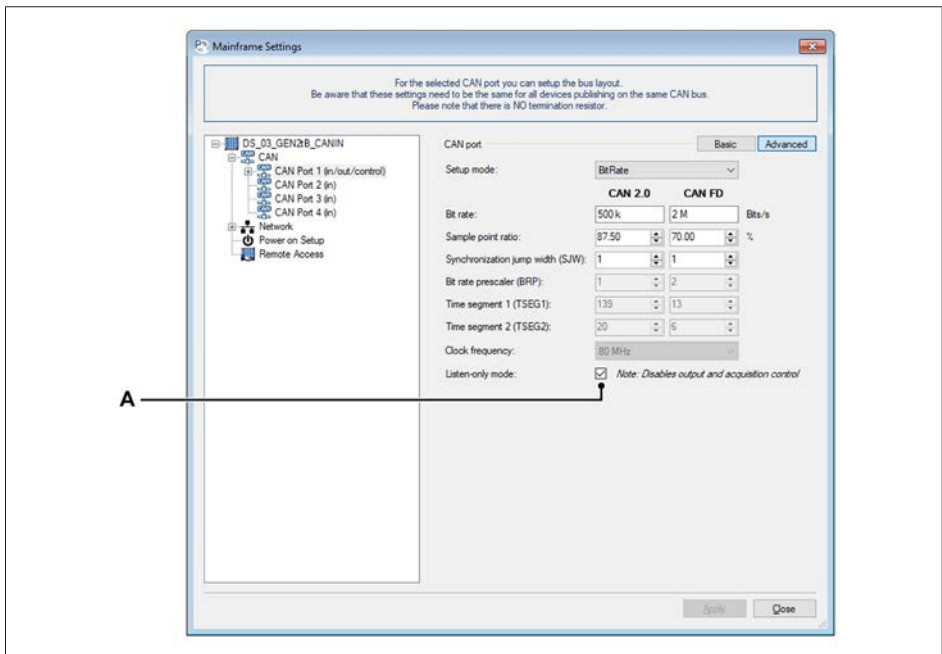 Mainframe Settings
For the selected CAN port you can setup the bus layout.
Be aware that these settings need to be the same for all devices publishing on the same CAN bus.
Please note that there is NO termination resistor.
DS_03_GEN2tB_CANIN
CAN
CAN Port 1 (in/out/control)
CAN Port 2 (in)
CAN Port 3 (in)
CAN Port 4 (in)
Network
Power on Setup
Remote Access
CAN port Basic Advanced
Setup mode: BitRate
CAN 2.0 CAN FD
Bit rate: 500 k 2 M Bits/s
Sample point ratio: 87.50 70.00 %
Synchronization jump width (SJW): 1 1
Bit rate prescaler (BRP): 1 2
Time segment 1 (TSEG1): 139 13
Time segment 2 (TSEG2): 20 6
Clock frequency: 80 MHz
Listen-only mode: Note: Disables output and acquisition control
A
Apply Close